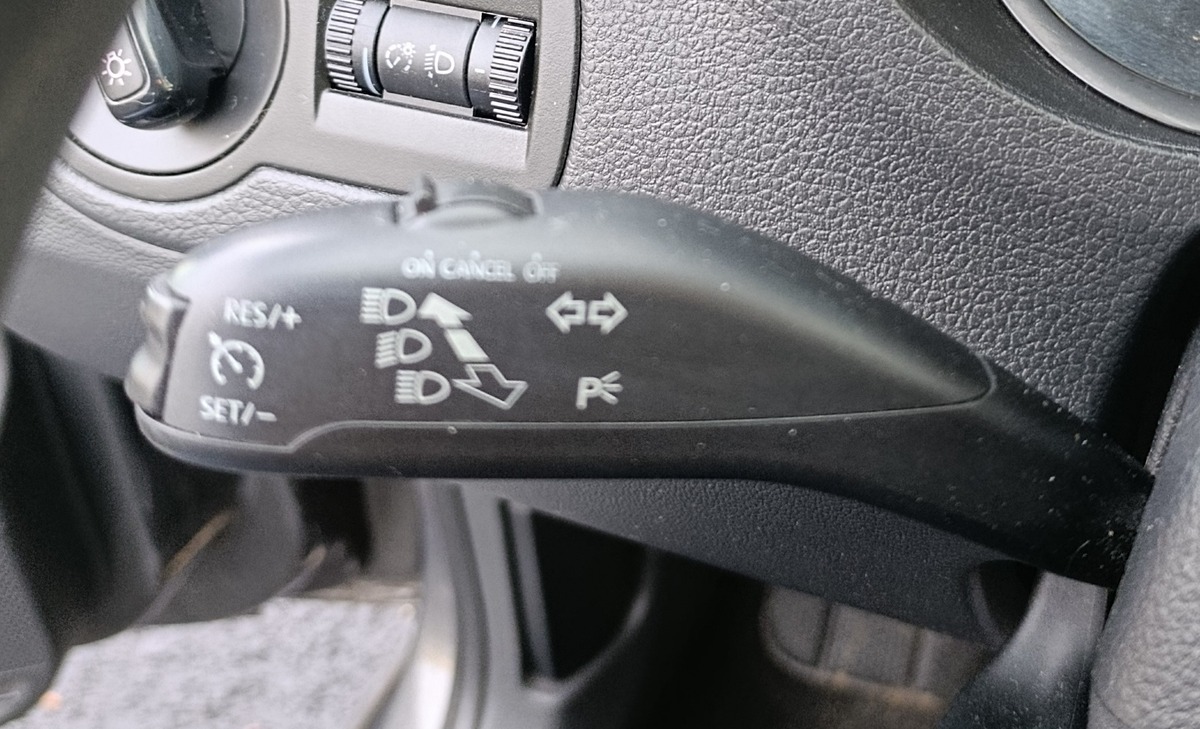 ON CANCEL OFF
RES/+
SET/-
P